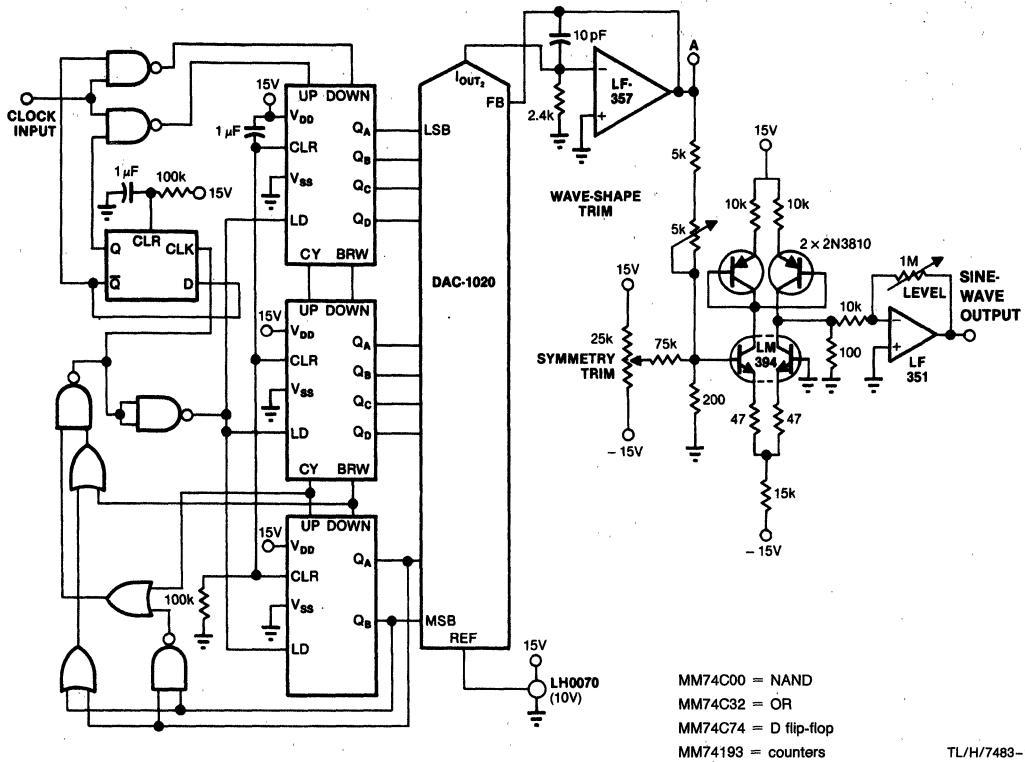 CLOCK
INPUT
1 µF
100k
15V
CLR
Q
CLK
Q̅
D
15V
1 µF
UP DOWN
VDD
CLR
VSS
LD
QA
QB
QC
QD
CY BRW
15V
UP DOWN
VDD
CLR
VSS
LD
QA
QB
QC
QD
CY BRW
15V
100k
UP DOWN
VDD
CLR
VSS
LD
QA
QB
IOUT2
FB
LSB
DAC-1020
MSB
REF
15V
LH0070
(10V)
10 pF
2.4k
−
LF-
357
+
A
5k
WAVE-SHAPE
TRIM
5k
15V
25k
SYMMETRY
TRIM
75k
− 15V
200
15V
10k
10k
2 × 2N3810
LM
394
47
47
15k
− 15V
10k
100
1M
LEVEL
−
+
LF
351
SINE-
WAVE
OUTPUT
MM74C00 = NAND
MM74C32 = OR
MM74C74 = D flip-flop
MM74193 = counters
TL/H/7483–